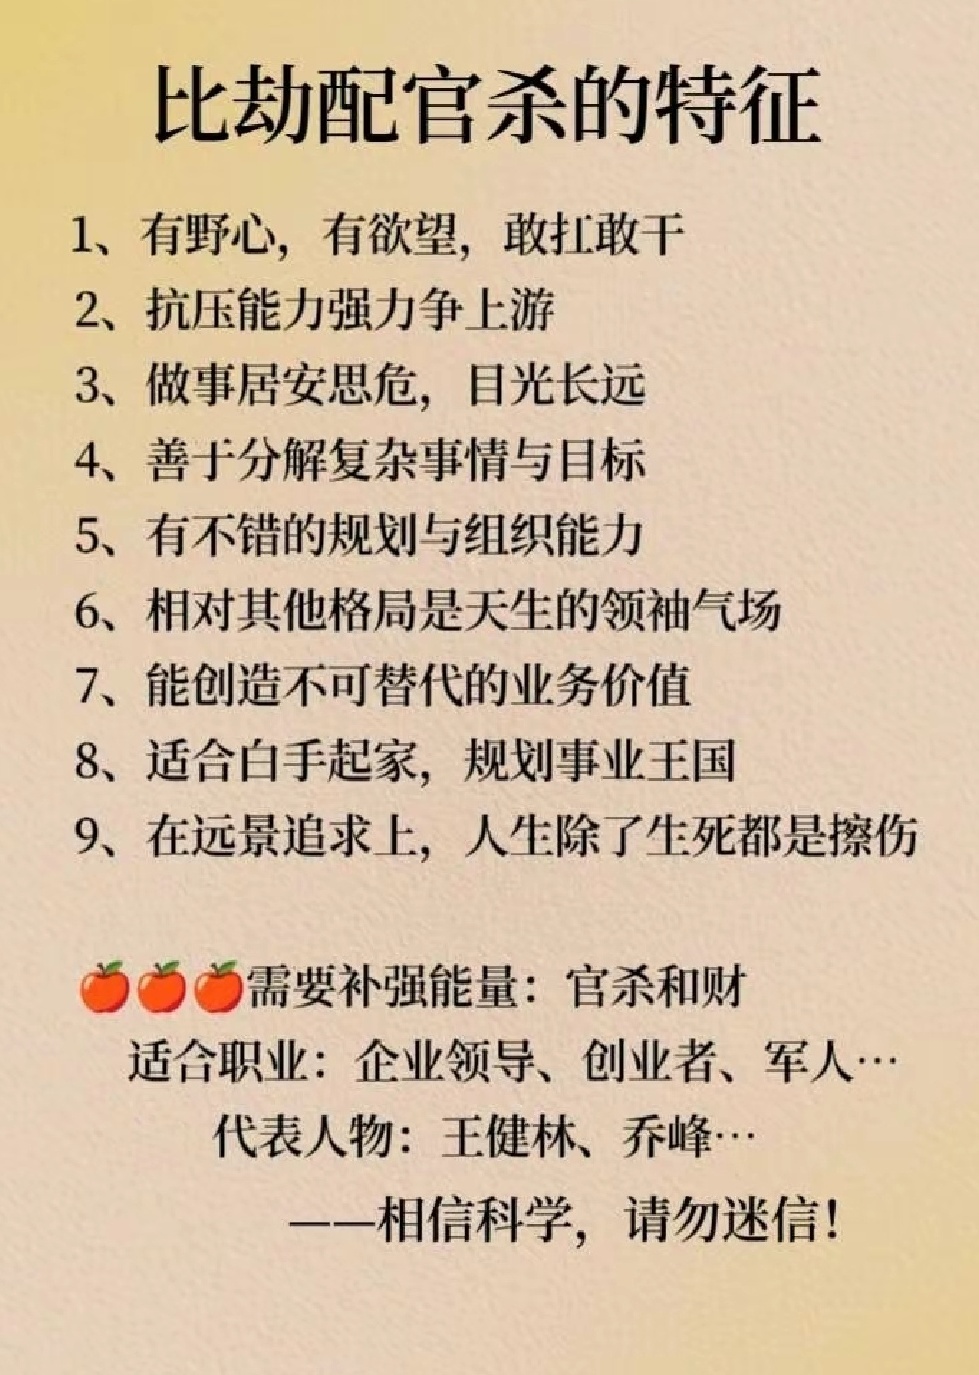 比劫配官杀的特征
1、有野心，有欲望，敢扛敢干
2、抗压能力强力争上游
3、做事居安思危，目光长远
4、善于分解复杂事情与目标
5、有不错的规划与组织能力
6、相对其他格局是天生的领袖气场
7、能创造不可替代的业务价值
8、适合白手起家，规划事业王国
9、在远景追求上，人生除了生死都是擦伤
🍎🍎🍎需要补强能量：官杀和财
适合职业：企业领导、创业者、军人…
代表人物：王健林、乔峰…
——相信科学，请勿迷信！